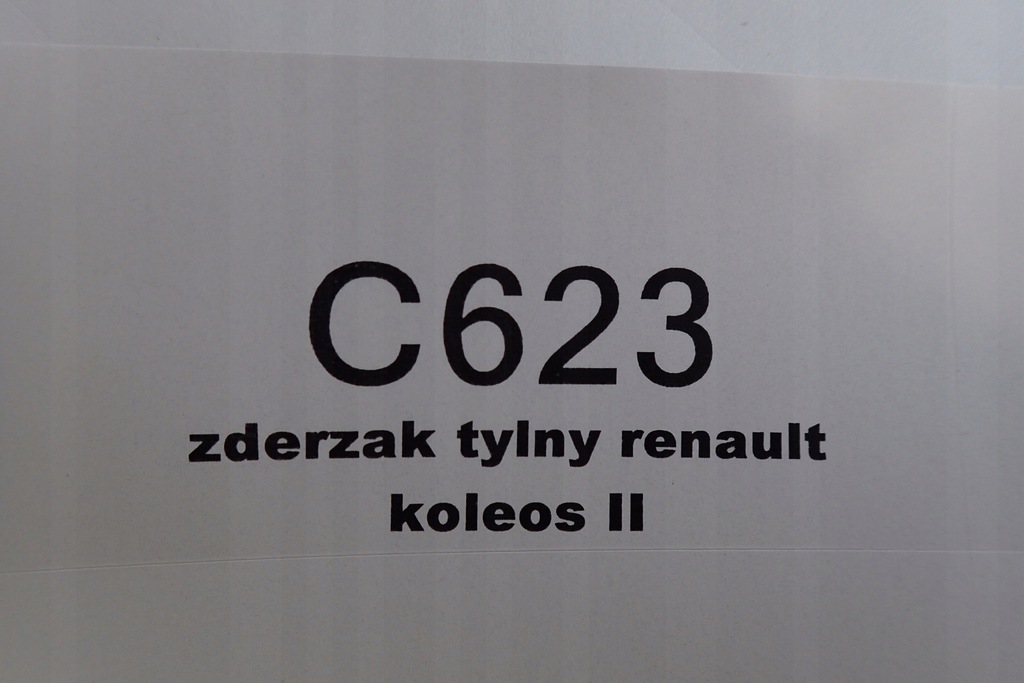 C623
zderzak tylny renault
koleos II